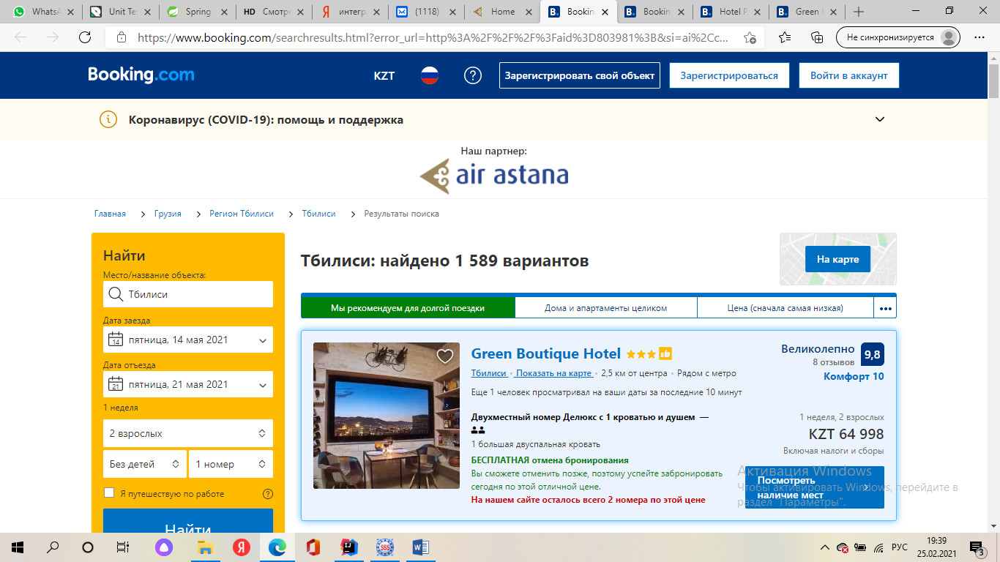 WhatsA
Unit Te
Spring
HD Смотре
интегр
(1118)
Home
Bookin
Bookin
Hotel P
Green
https://www.booking.com/searchresults.html?error_url=http%3A%2F%2F%2F%3Faid%3D803981%3B&si=ai%2Cc...
Не синхронизируется
Booking.com
KZT
Зарегистрировать свой объект
Зарегистрироваться
Войти в аккаунт
Коронавирус (COVID-19): помощь и поддержка
Наш партнер:
air astana
Главная > Грузия > Регион Тбилиси > Тбилиси > Результаты поиска
Найти
Место/название объекта:
Тбилиси
Дата заезда
14 пятница, 14 мая 2021
Дата отъезда
21 пятница, 21 мая 2021
1 неделя
2 взрослых
Без детей
1 номер
Я путешествую по работе
Найти
Тбилиси: найдено 1 589 вариантов
На карте
Мы рекомендуем для долгой поездки
Дома и апартаменты целиком
Цена (сначала самая низкая)
Green Boutique Hotel
Тбилиси • Показать на карте • 2,5 км от центра • Рядом с метро
Еще 1 человек просматривал на ваши даты за последние 10 минут
Великолепно 9,8
8 отзывов
Комфорт 10
Двухместный номер Делюкс с 1 кроватью и душем —
1 большая двуспальная кровать
БЕСПЛАТНАЯ отмена бронирования
Вы сможете отменить позже, поэтому успейте забронировать
сегодня по этой отличной цене.
На нашем сайте осталось всего 2 номера по этой цене
1 неделя, 2 взрослых
KZT 64 998
Включая налоги и сборы
Посмотреть
наличие мест
Активация Windows
Чтобы активировать Windows, перейдите в
раздел "Параметры".
РУС
19:39
25.02.2021
3